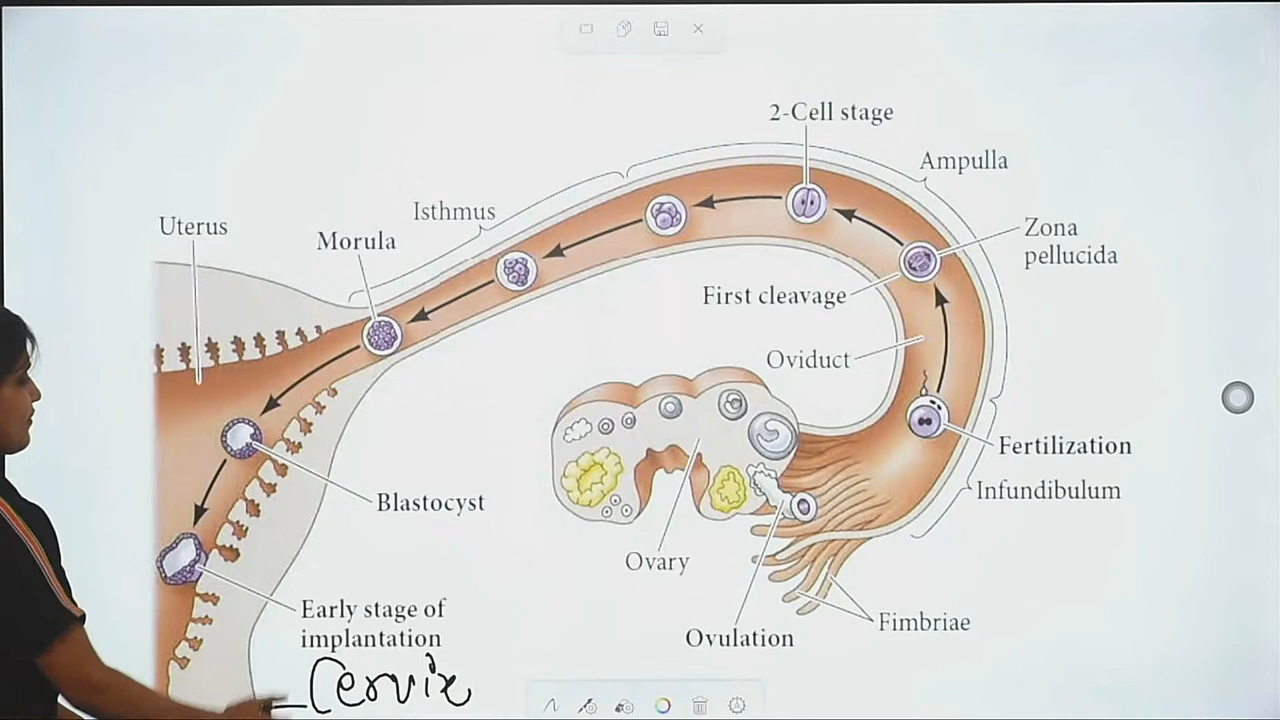 2-Cell stage
Ampulla
Isthmus
Uterus
Morula
Zona
pellucida
First cleavage
Oviduct
Fertilization
Infundibulum
Blastocyst
Ovary
Early stage of
implantation
Fimbriae
Ovulation
Cervix